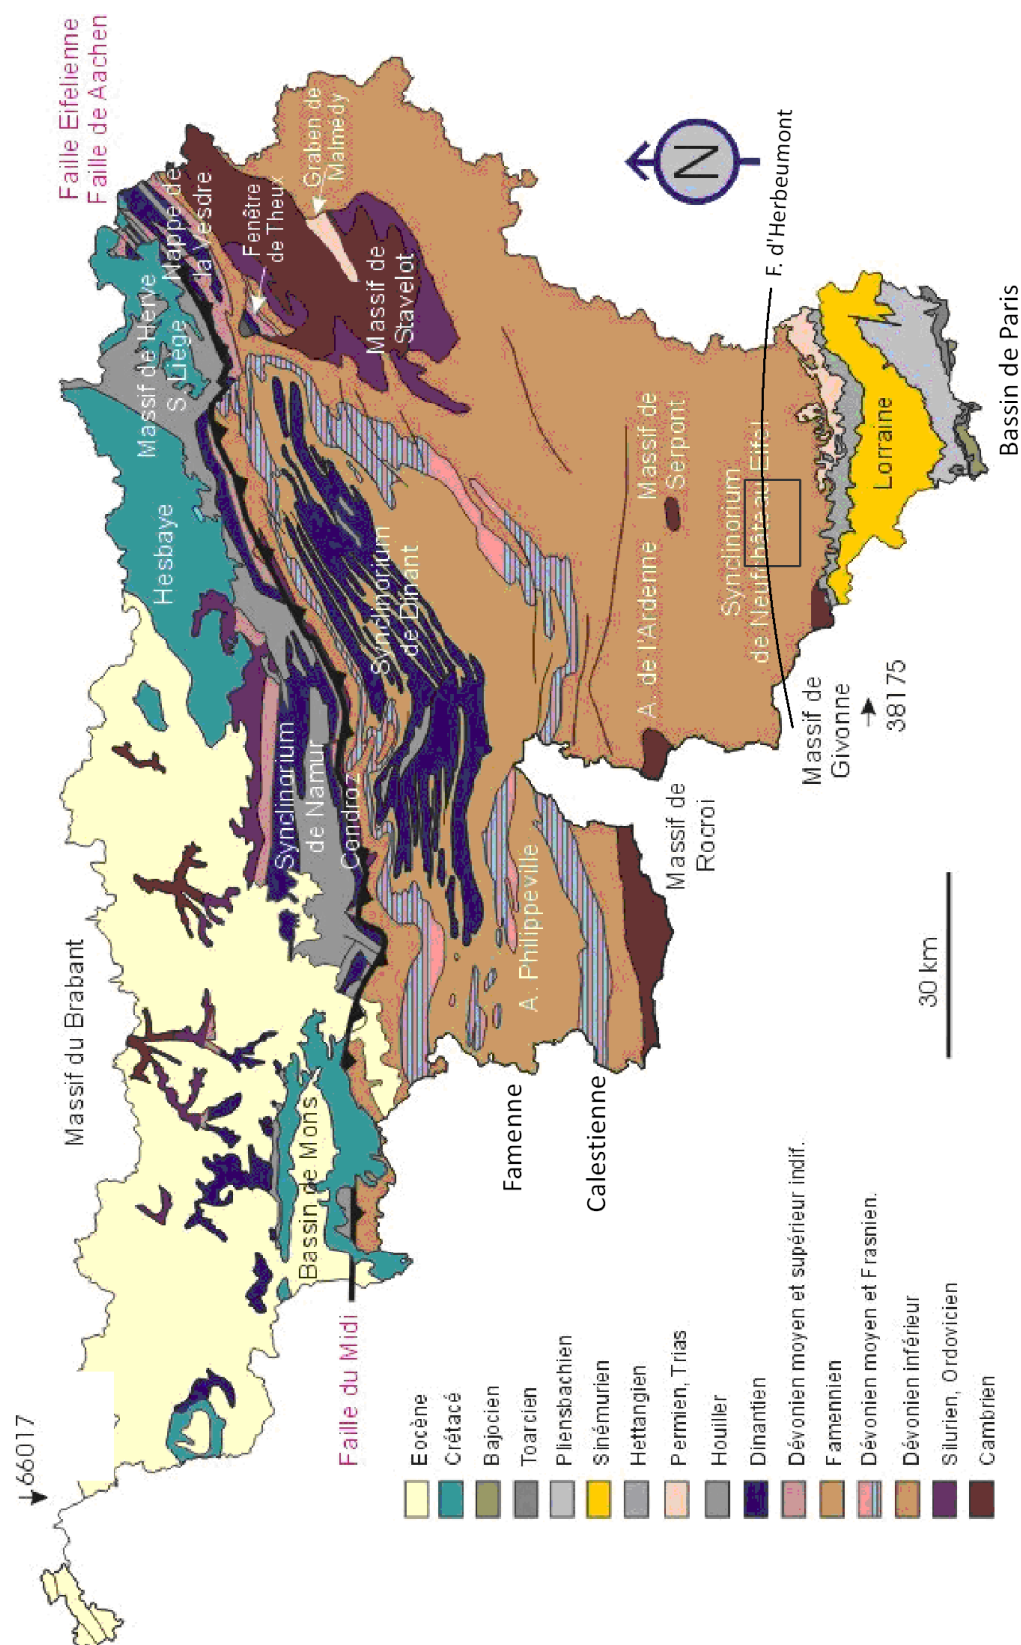 Faille Eifelienne
Faille de Aachen
Massif du Brabant
66017
Hesbaye
Massif de Herve
S. Liège
Nappe de
la Vesdre
Fenêtre
de Theux
Graben de
Malmédy
Massif de
Stavelot
Synclinorium
de Namur
Condroz
Synclinorium
de Dinant
Bassin de Mons
Faille du Midi
A. Philippeville
Famenne
Calestienne
A. de l'Ardenne
Massif de
Serpont
Synclinorium
de Neufchâteau Eifel
F. d'Herbeumont
N
Massif de
Rocroi
Massif de
Givonne
38175
Lorraine
Bassin de Paris
30 km
Eocène
Crétacé
Bajocien
Toarcien
Pliensbachien
Sinémurien
Hettangien
Permien, Trias
Houiller
Dinantien
Dévonien moyen et supérieur indif.
Famennien
Dévonien moyen et Frasnien.
Dévonien inférieur
Silurien, Ordovicien
Cambrien